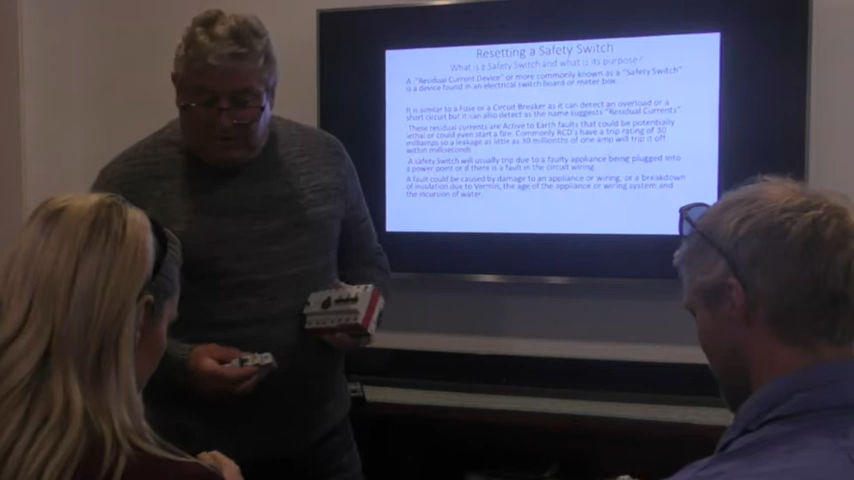 Resetting a Safety Switch
What is a Safety Switch and what is its purpose?
A "Residual Current Device" or more commonly known as a "Safety Switch"
is a device found in an electrical switch board or meter box.
It is similar to a Fuse or a Circuit Breaker as it can detect an overload or a
short circuit but it can also detect as the name suggests "Residual Currents".
These residual currents are Active to Earth faults that could be potentially
lethal or could even start a fire. Commonly RCD's have a trip rating of 30
milliamps so a leakage as little as 30 millionths of one amp will trip it off
within milliseconds.
A safety Switch will usually trip due to a faulty appliance being plugged into
a power point or if there is a fault in the circuit wiring.
A fault could be caused by damage to an appliance or wiring, or a breakdown
of insulation due to Vermin, the age of the appliance or wiring system and
the incursion of water.